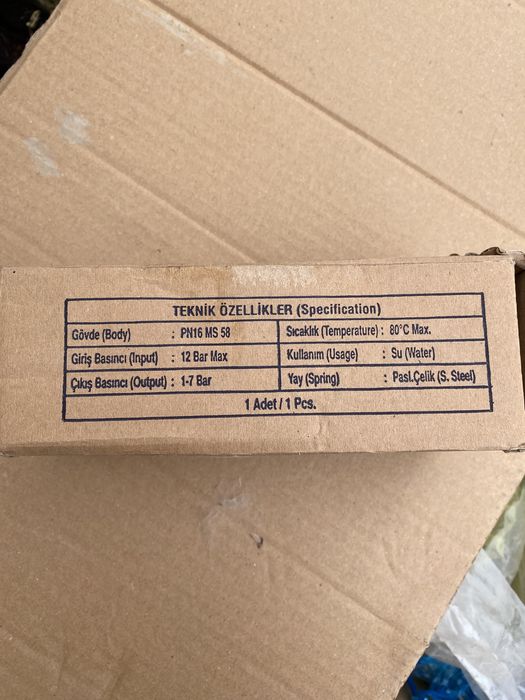 TEKNİK ÖZELLİKLER (Specification)
Gövde (Body) : PN16 MS 58 Sıcaklık (Temperature) : 80°C Max.
Giriş Basıncı (Input) : 12 Bar Max Kullanım (Usage) : Su (Water)
Çıkış Basıncı (Output) : 1-7 Bar Yay (Spring) : Pasl.Çelik (S. Steel)
1 Adet / 1 Pcs.